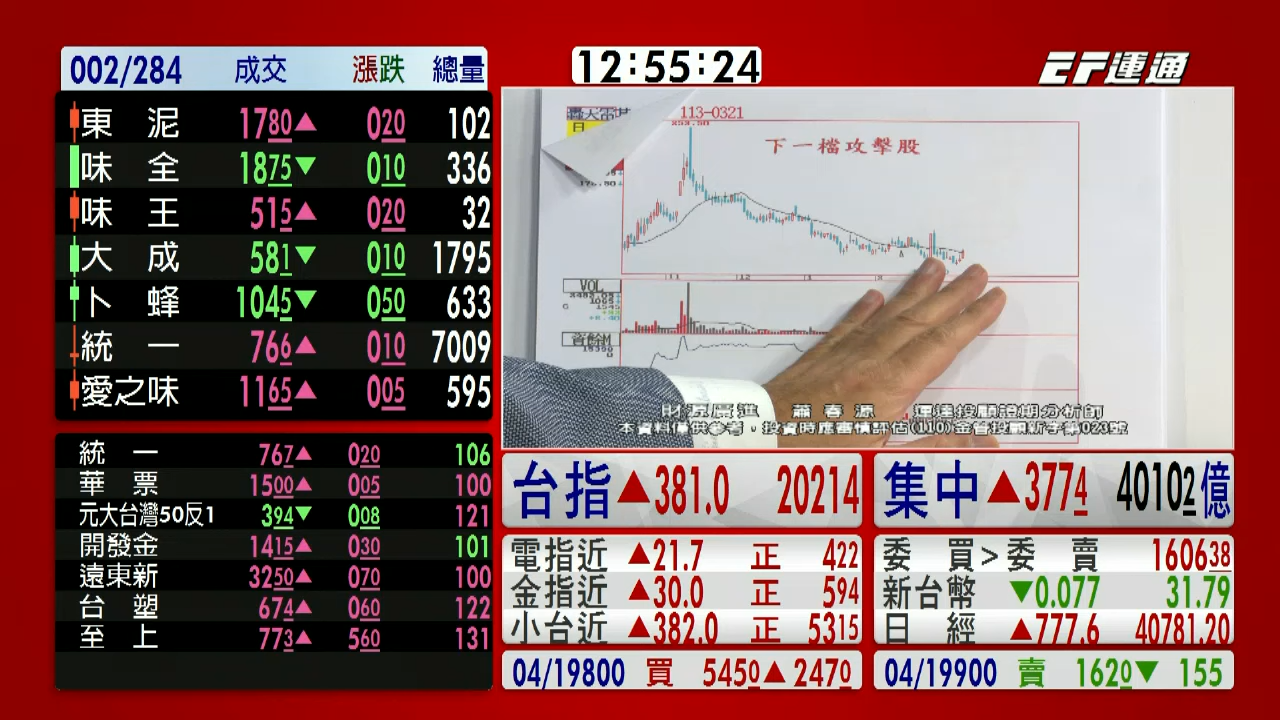 002/284 成交 漲跌 總量
12:55:24
EF運通
東泥 1780▲ 020 102
味全 1875▼ 010 336
味王 515▲ 020 32
大成 581▼ 010 1795
卜蜂 1045▼ 050 633
統一 766▲ 010 7009
愛之味 1165▲ 005 595
統一 767▲ 020 106
華票 1500▲ 005 100
元大台灣50反1 394▼ 008 121
開發金 1415▲ 030 101
遠東新 3250▲ 070 100
台塑 674▲ 060 122
至上 773▲ 560 131
113-0321
日
下一檔攻擊股
11 12 1
VOL
資餘M
財源廣進 蕭春源 運達投顧證期分析師
本資料僅供參考，投資時應審慎評估(110)金管投顧新字第023號
台指▲381.0 20214
集中▲3774 40102億
電指近 ▲21.7 正 422
金指近 ▲30.0 正 594
小台近 ▲382.0 正 5315
委買>委賣 160638
新台幣 ▼0.077 31.79
日經 ▲777.6 40781.20
04/19800 買 5450▲2470
04/19900 賣 1620▼ 155